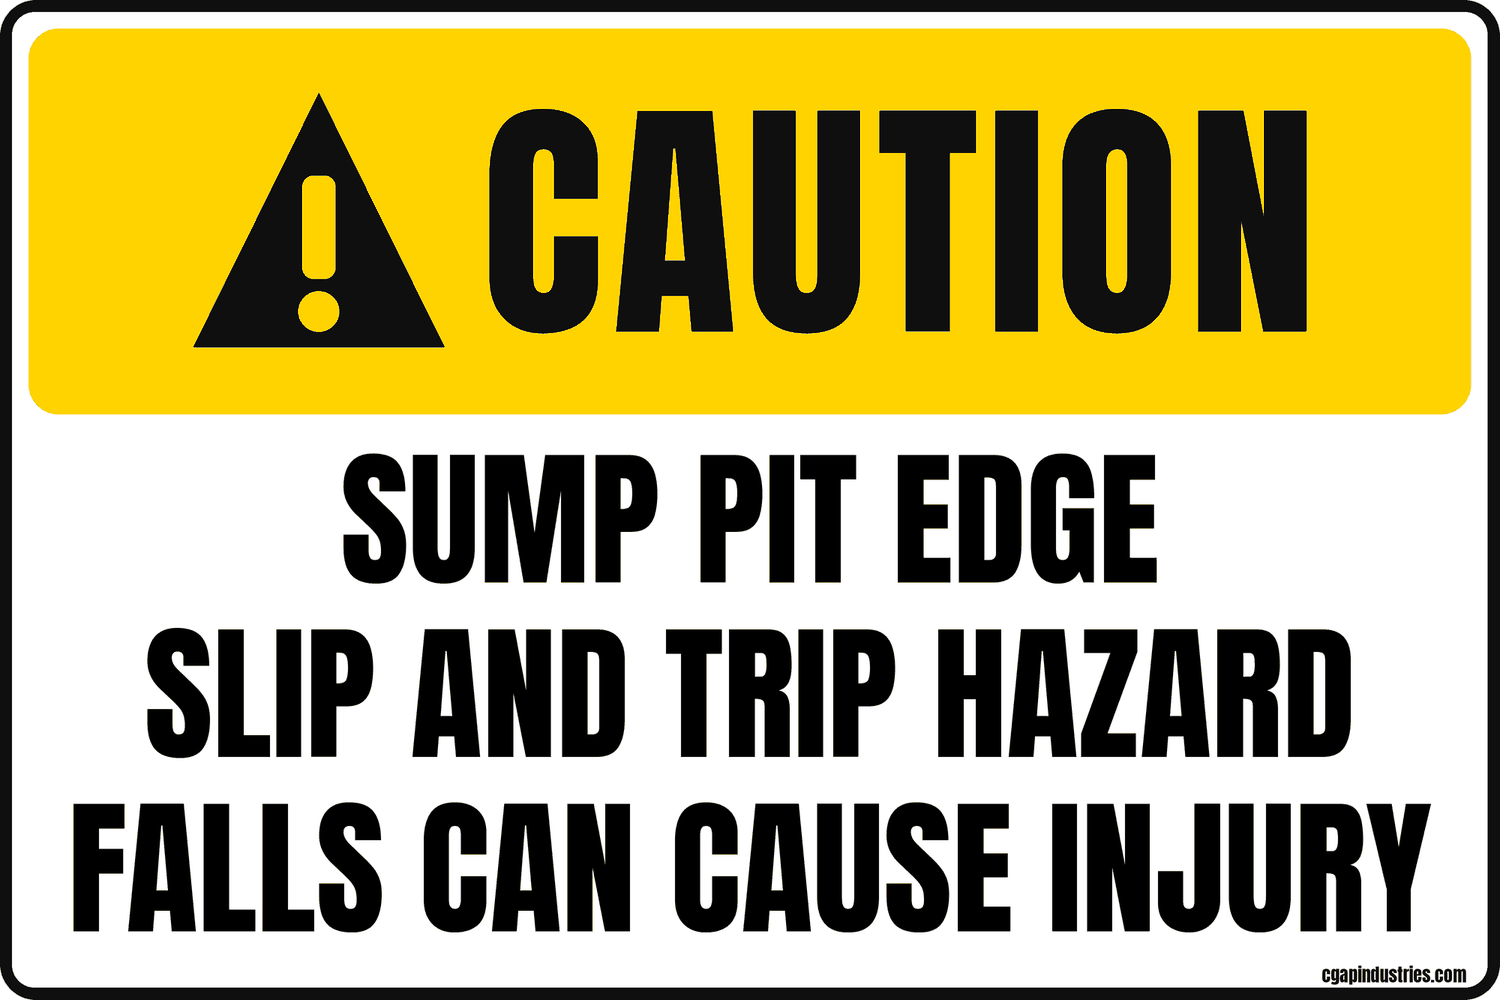 CAUTION
SUMP PIT EDGE
SLIP AND TRIP HAZARD
FALLS CAN CAUSE INJURY
cgapindustries.com